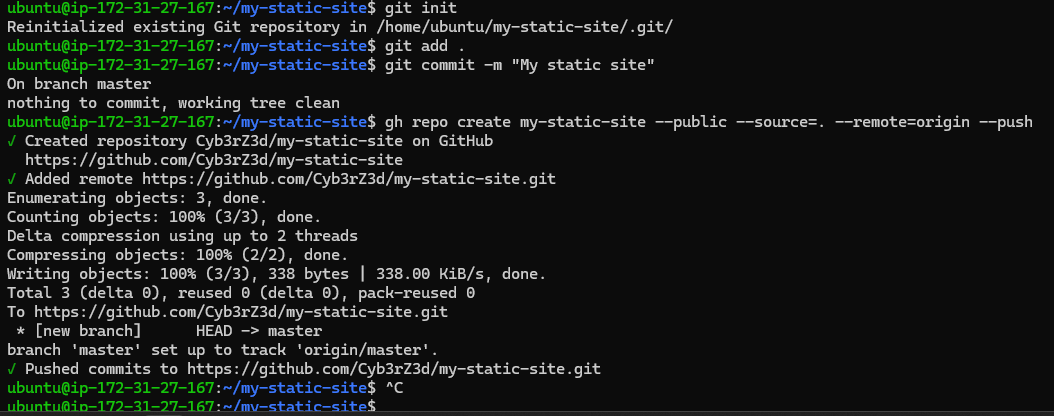 ubuntu@ip-172-31-27-167:~/my-static-site$ git init
Reinitialized existing Git repository in /home/ubuntu/my-static-site/.git/
ubuntu@ip-172-31-27-167:~/my-static-site$ git add .
ubuntu@ip-172-31-27-167:~/my-static-site$ git commit -m "My static site"
On branch master
nothing to commit, working tree clean
ubuntu@ip-172-31-27-167:~/my-static-site$ gh repo create my-static-site --public --source=. --remote=origin --push
✓ Created repository Cyb3rZ3d/my-static-site on GitHub
  https://github.com/Cyb3rZ3d/my-static-site
✓ Added remote https://github.com/Cyb3rZ3d/my-static-site.git
Enumerating objects: 3, done.
Counting objects: 100% (3/3), done.
Delta compression using up to 2 threads
Compressing objects: 100% (2/2), done.
Writing objects: 100% (3/3), 338 bytes | 338.00 KiB/s, done.
Total 3 (delta 0), reused 0 (delta 0), pack-reused 0
To https://github.com/Cyb3rZ3d/my-static-site.git
 * [new branch]      HEAD -> master
branch 'master' set up to track 'origin/master'.
✓ Pushed commits to https://github.com/Cyb3rZ3d/my-static-site.git
ubuntu@ip-172-31-27-167:~/my-static-site$ ^C
ubuntu@ip-172-31-27-167:~/my-static-site$